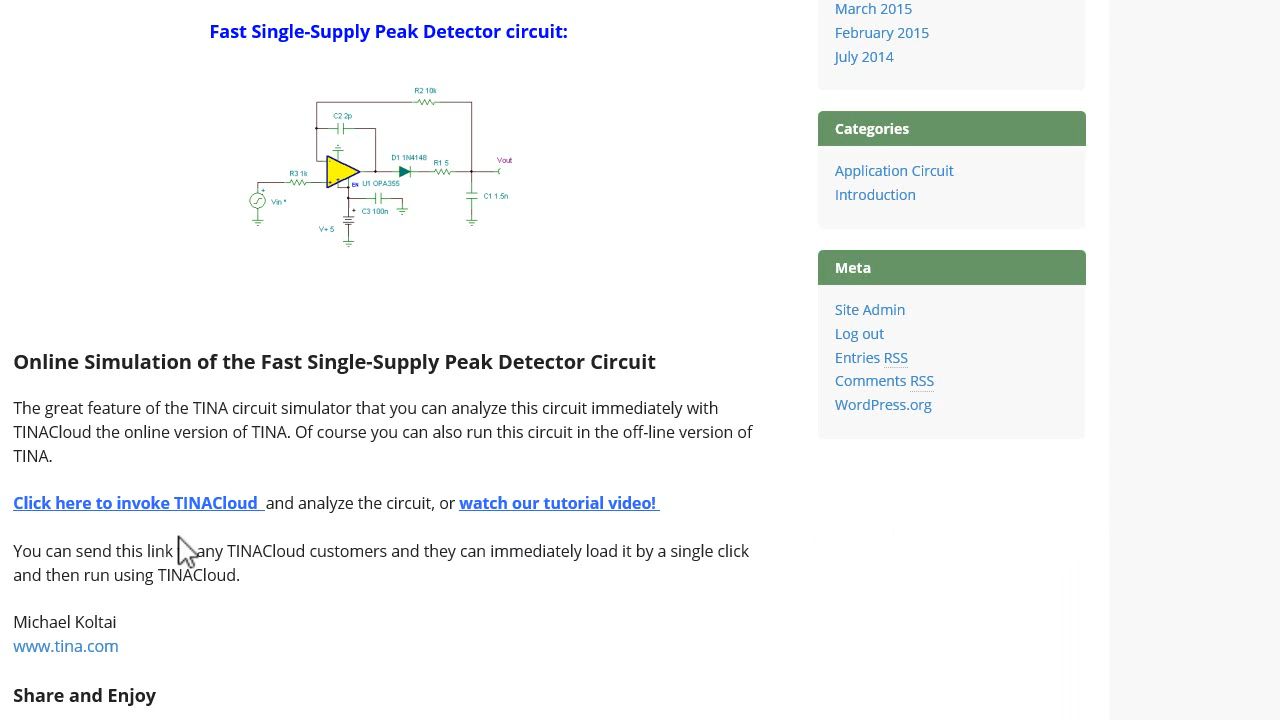 Fast Single-Supply Peak Detector circuit:
R2 10k
C2 2p
D1 1N4148
R1 5
Vout
R3 1k
EN
U1 OPA355
Vin
+
C3 100n
C1 1.5n
V+ 5
Online Simulation of the Fast Single-Supply Peak Detector Circuit
The great feature of the TINA circuit simulator that you can analyze this circuit immediately with
TINACloud the online version of TINA. Of course you can also run this circuit in the off-line version of
TINA.
Click here to invoke TINACloud and analyze the circuit, or watch our tutorial video!
You can send this link any TINACloud customers and they can immediately load it by a single click
and then run using TINACloud.
Michael Koltai
www.tina.com
Share and Enjoy
March 2015
February 2015
July 2014
Categories
Application Circuit
Introduction
Meta
Site Admin
Log out
Entries RSS
Comments RSS
WordPress.org